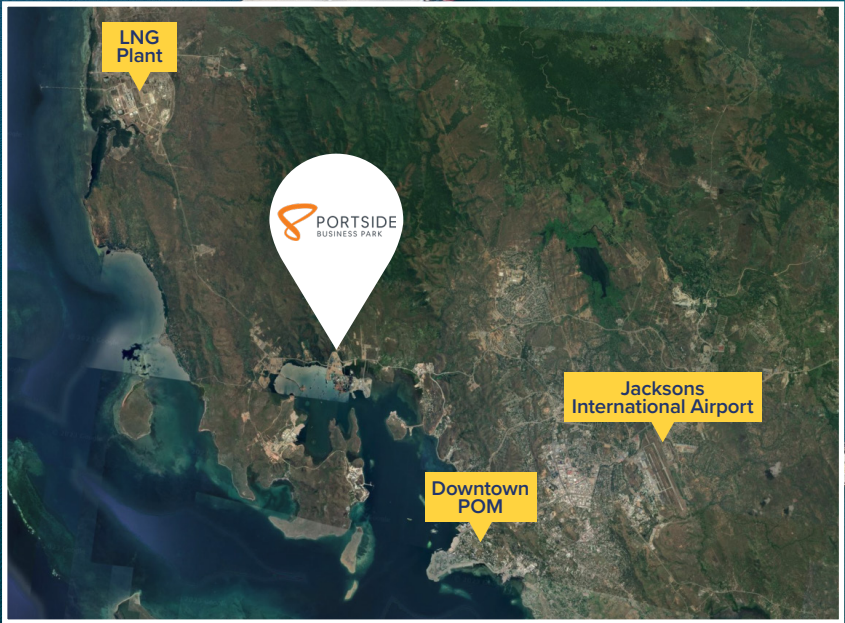 LNG
Plant
PORTSIDE
BUSINESS PARK
Jacksons
International Airport
Downtown
POM